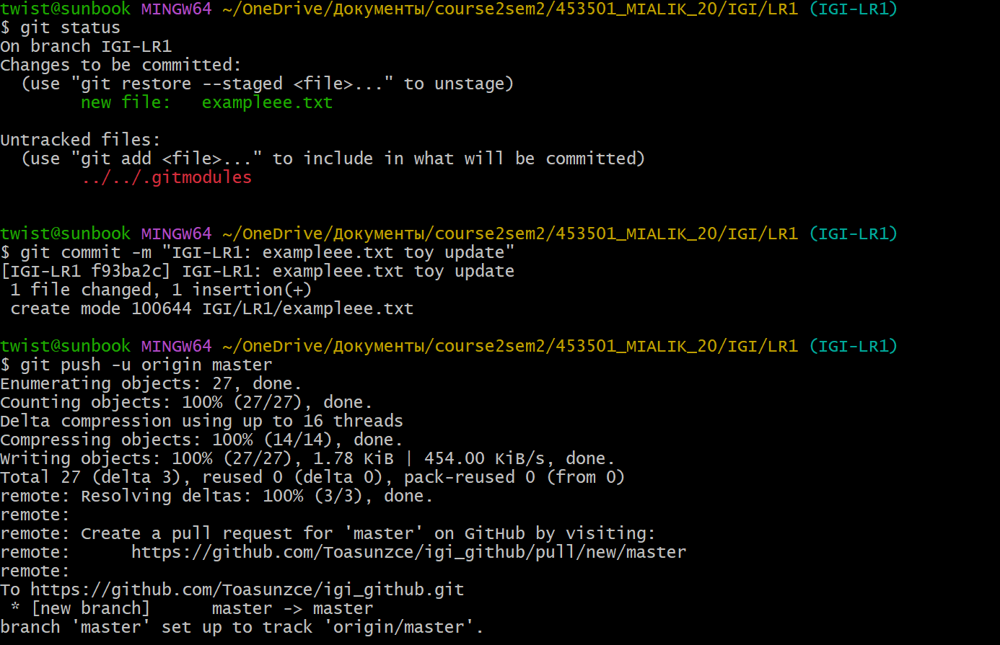 twist@sunbook MINGW64 ~/OneDrive/Документы/course2sem2/453501_MIALIK_20/IGI/LR1 (IGI-LR1)
$ git status
On branch IGI-LR1
Changes to be committed:
  (use "git restore --staged <file>..." to unstage)
        new file:   exampleee.txt

Untracked files:
  (use "git add <file>..." to include in what will be committed)
        ../../.gitmodules


twist@sunbook MINGW64 ~/OneDrive/Документы/course2sem2/453501_MIALIK_20/IGI/LR1 (IGI-LR1)
$ git commit -m "IGI-LR1: exampleee.txt toy update"
[IGI-LR1 f93ba2c] IGI-LR1: exampleee.txt toy update
 1 file changed, 1 insertion(+)
 create mode 100644 IGI/LR1/exampleee.txt

twist@sunbook MINGW64 ~/OneDrive/Документы/course2sem2/453501_MIALIK_20/IGI/LR1 (IGI-LR1)
$ git push -u origin master
Enumerating objects: 27, done.
Counting objects: 100% (27/27), done.
Delta compression using up to 16 threads
Compressing objects: 100% (14/14), done.
Writing objects: 100% (27/27), 1.78 KiB | 454.00 KiB/s, done.
Total 27 (delta 3), reused 0 (delta 0), pack-reused 0 (from 0)
remote: Resolving deltas: 100% (3/3), done.
remote:
remote: Create a pull request for 'master' on GitHub by visiting:
remote:      https://github.com/Toasunzce/igi_github/pull/new/master
remote:
To https://github.com/Toasunzce/igi_github.git
 * [new branch]      master -> master
branch 'master' set up to track 'origin/master'.